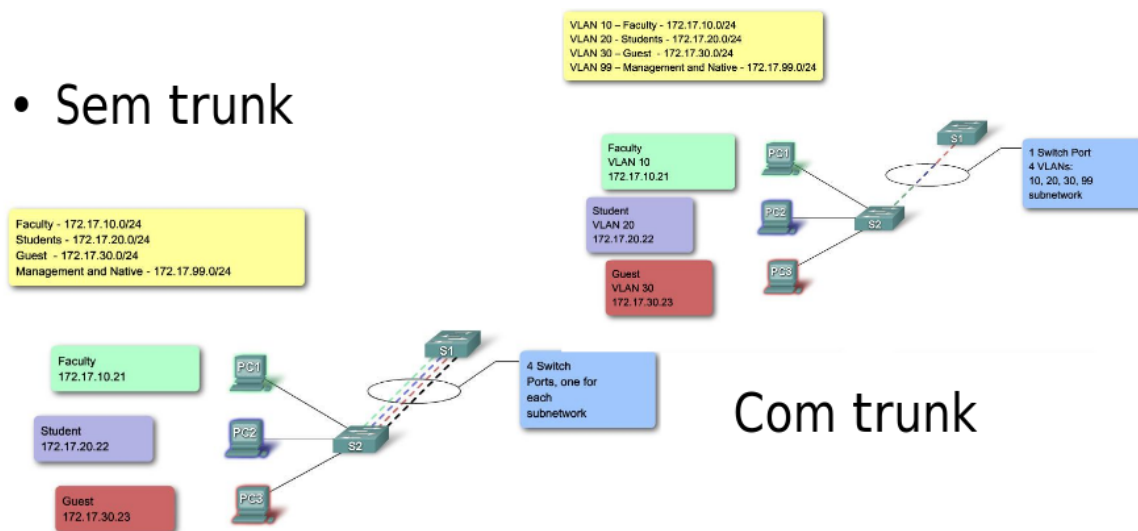 • Sem trunk
Faculty - 172.17.10.0/24
Students - 172.17.20.0/24
Guest - 172.17.30.0/24
Management and Native - 172.17.99.0/24
Faculty
172.17.10.21
Student
172.17.20.22
Guest
172.17.30.23
PC1
PC2
PC3
S1
S2
4 Switch
Ports, one for
each
subnetwork
VLAN 10 – Faculty - 172.17.10.0/24
VLAN 20 - Students - 172.17.20.0/24
VLAN 30 – Guest - 172.17.30.0/24
VLAN 99 – Management and Native - 172.17.99.0/24
Faculty
VLAN 10
172.17.10.21
Student
VLAN 20
172.17.20.22
Guest
VLAN 30
172.17.30.23
PC1
PC2
PC3
S1
S2
1 Switch Port
4 VLANs:
10, 20, 30, 99
subnetwork
Com trunk